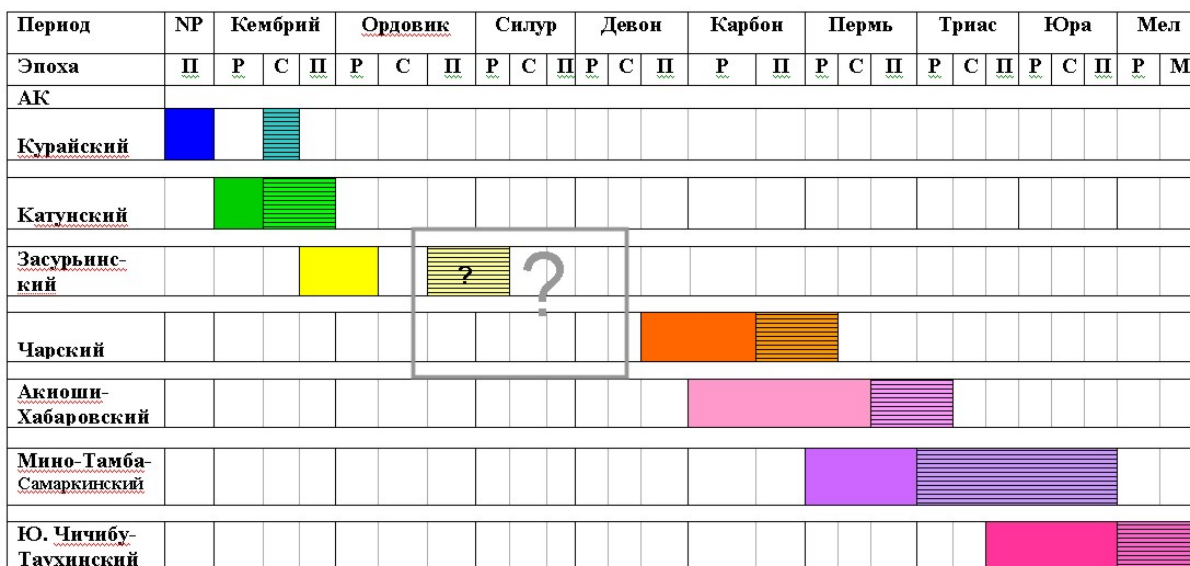 Период NP Кембрий Ордовик Силур Девон Карбон Пермь Триас Юра Мел
Эпоха П Р С П Р С П Р С П Р С П Р П Р С П Р С П Р С П Р М
АК
Курайский
Катунский
Засурьинс-
кий
? ?
Чарский
Акиоши-
Хабаровский
Мино-Тамба-
Самаркинский
Ю. Чичибу-
Таухинский